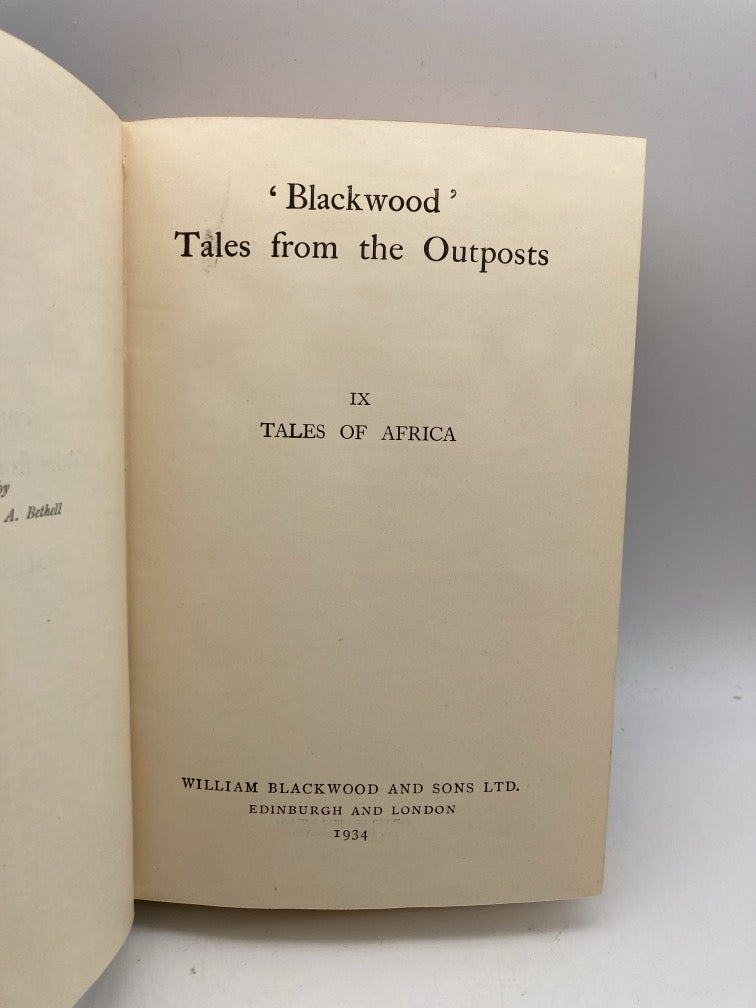 by
A. Bethell
‘Blackwood’
Tales from the Outposts
IX
TALES OF AFRICA
WILLIAM BLACKWOOD AND SONS LTD.
EDINBURGH AND LONDON
1934